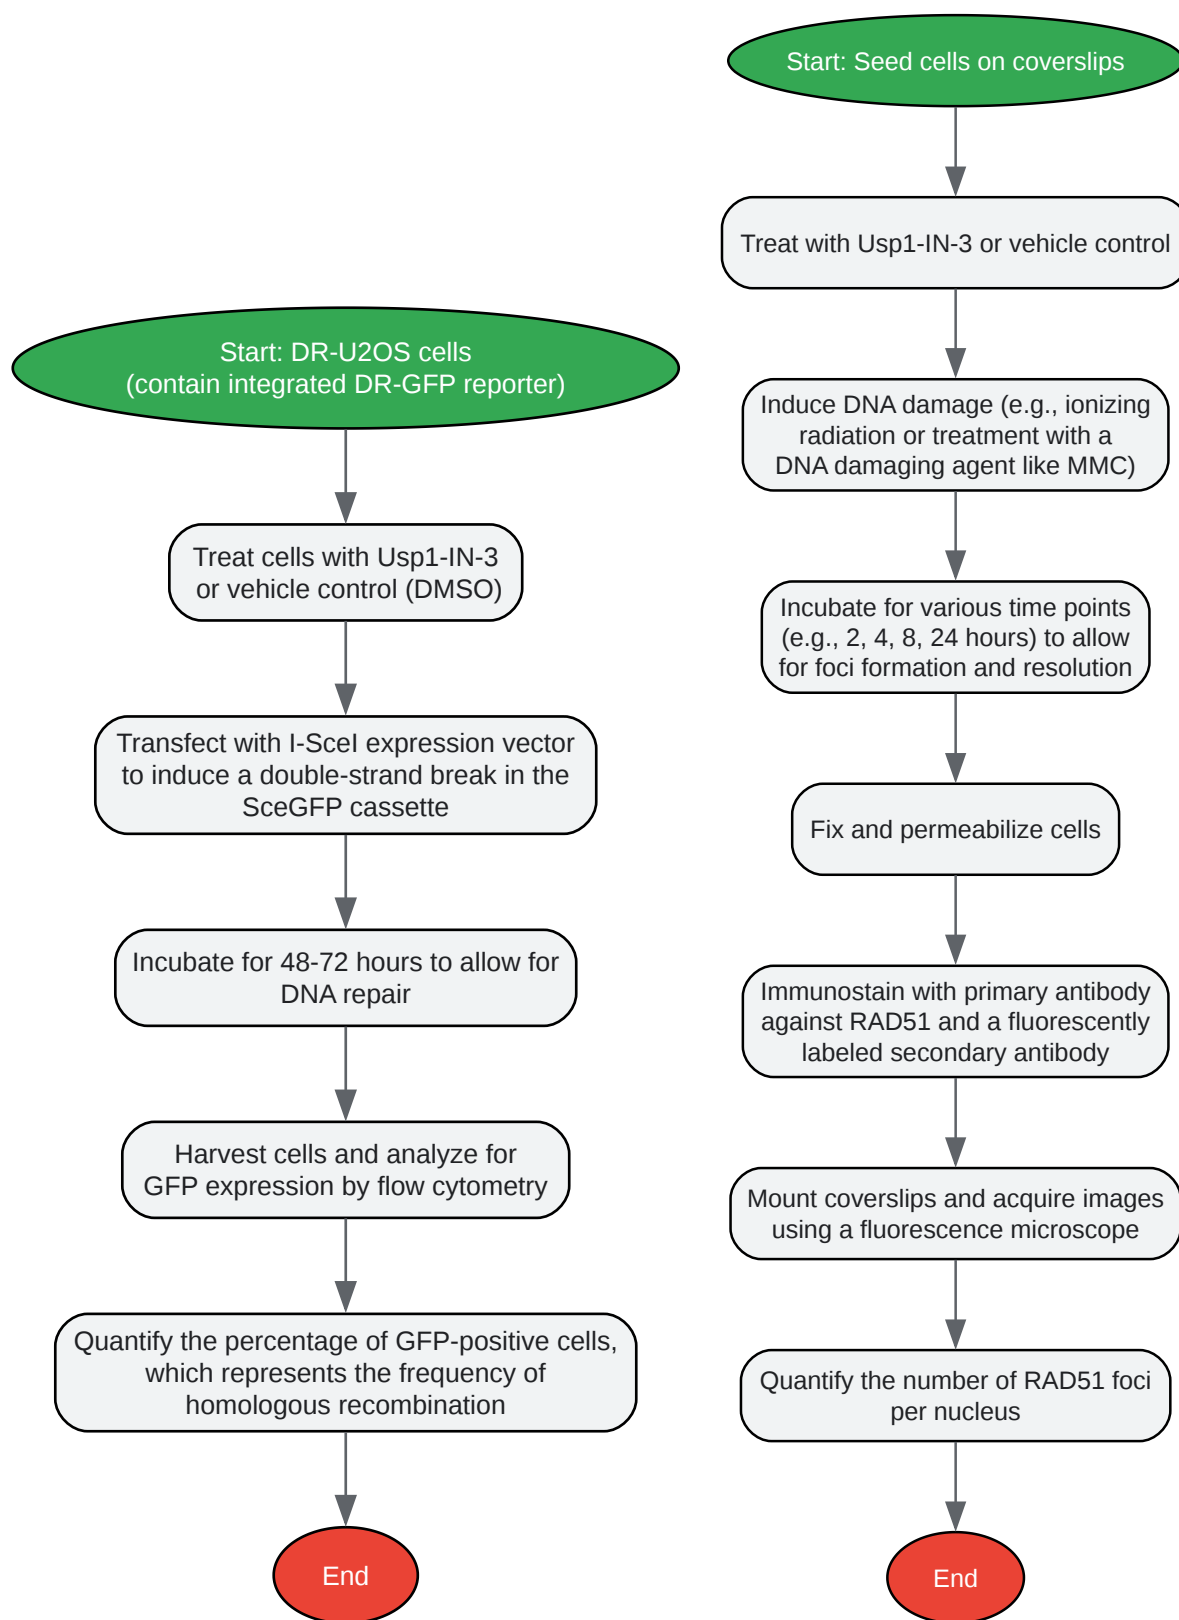 Start: DR-U2OS cells
(contain integrated DR-GFP reporter)
Treat cells with Usp1-IN-3
or vehicle control (DMSO)
Transfect with I-SceI expression vector
to induce a double-strand break in the
SceGFP cassette
Incubate for 48-72 hours to allow for
DNA repair
Harvest cells and analyze for
GFP expression by flow cytometry
Quantify the percentage of GFP-positive cells,
which represents the frequency of
homologous recombination
End
Start: Seed cells on coverslips
Treat with Usp1-IN-3 or vehicle control
Induce DNA damage (e.g., ionizing
radiation or treatment with a
DNA damaging agent like MMC)
Incubate for various time points
(e.g., 2, 4, 8, 24 hours) to allow
for foci formation and resolution
Fix and permeabilize cells
Immunostain with primary antibody
against RAD51 and a fluorescently
labeled secondary antibody
Mount coverslips and acquire images
using a fluorescence microscope
Quantify the number of RAD51 foci
per nucleus
End